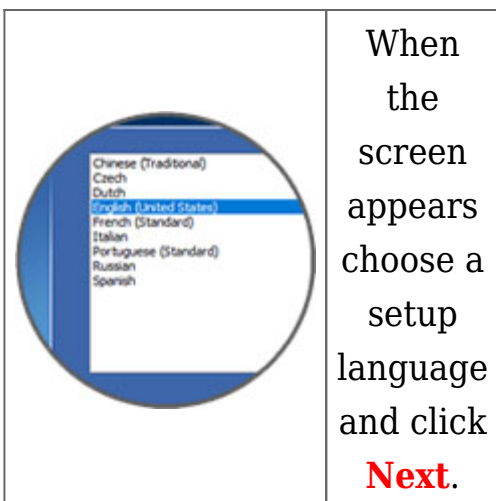 Chinese (Traditional)
Czech
Dutch
English (United States)
French (Standard)
Italian
Portuguese (Standard)
Russian
Spanish
When
the
screen
appears
choose a
setup
language
and click
Next.